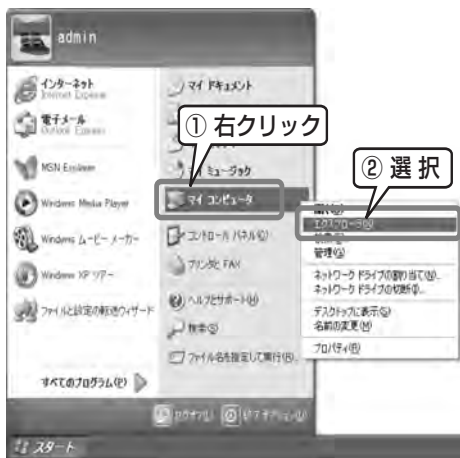 admin
インターネット
Internet Explorer
電子メール
Outlook Express
MSN Explorer
Windows Media Player
Windows ムービー メーカー
Windows XP ツアー
ファイルと設定の転送ウィザード
すべてのプログラム(P)
マイ ドキュメント
① 右クリック
マイ ミュージック
マイ コンピュータ
コントロール パネル(C)
プリンタと FAX
ヘルプとサポート(H)
検索(S)
ファイル名を指定して実行(R)...
② 選 択
エクスプローラ(X)
管理(G)
ネットワーク ドライブの割り当て(N)...
ネットワーク ドライブの切断(I)...
デスクトップに表示(S)
名前の変更(M)
プロパティ(R)
ログオフ(L)
終了オプション(U)
スタート